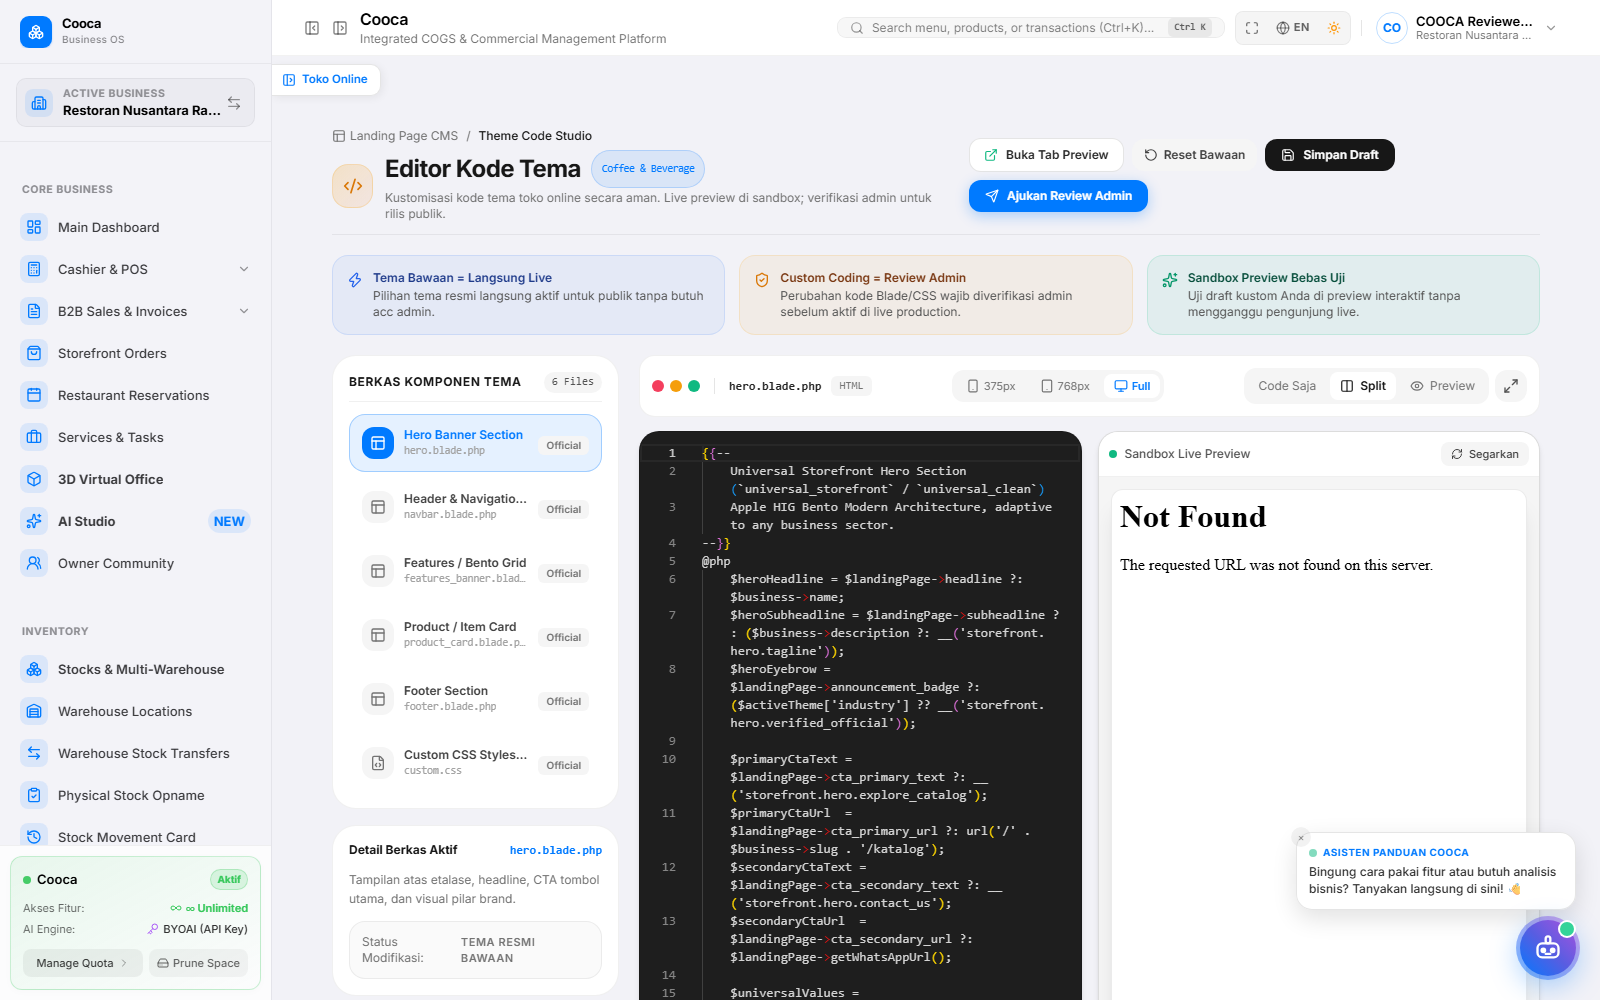 Cooca
Business OS
ACTIVE BUSINESS
Restoran Nusantara Ra...
CORE BUSINESS
Main Dashboard
Cashier & POS
B2B Sales & Invoices
Storefront Orders
Restaurant Reservations
Services & Tasks
3D Virtual Office
AI Studio
NEW
Owner Community
INVENTORY
Stocks & Multi-Warehouse
Warehouse Locations
Warehouse Stock Transfers
Physical Stock Opname
Stock Movement Card
Cooca
Aktif
Akses Fitur:
∞ Unlimited
AI Engine:
BYOAI (API Key)
Manage Quota
Prune Space
Cooca
Integrated COGS & Commercial Management Platform
Search menu, products, or transactions (Ctrl+K)...
Ctrl K
EN
CO
COOCA Reviewe...
Restoran Nusantara ...
Toko Online
Landing Page CMS / Theme Code Studio
Editor Kode Tema
Coffee & Beverage
Kustomisasi kode tema toko online secara aman. Live preview di sandbox; verifikasi admin untuk
rilis publik.
Buka Tab Preview
Reset Bawaan
Simpan Draft
Ajukan Review Admin
Tema Bawaan = Langsung Live
Pilihan tema resmi langsung aktif untuk publik tanpa butuh
acc admin.
Custom Coding = Review Admin
Perubahan kode Blade/CSS wajib diverifikasi admin
sebelum aktif di live production.
Sandbox Preview Bebas Uji
Uji draft kustom Anda di preview interaktif tanpa
mengganggu pengunjung live.
BERKAS KOMPONEN TEMA
6 Files
Hero Banner Section
hero.blade.php
Official
Header & Navigatio...
navbar.blade.php
Official
Features / Bento Grid
features_banner.blad...
Official
Product / Item Card
product_card.blade.p...
Official
Footer Section
footer.blade.php
Official
Custom CSS Styles...
custom.css
Official
Detail Berkas Aktif
hero.blade.php
Tampilan atas etalase, headline, CTA tombol
utama, dan visual pilar brand.
Status
Modifikasi:
TEMA RESMI
BAWAAN
hero.blade.php
HTML
375px
768px
Full
Code Saja
Split
Preview
1 {{--
2 Universal Storefront Hero Section
(`universal_storefront` / `universal_clean`)
3 Apple HIG Bento Modern Architecture, adaptive
to any business sector.
4 --}}
5 @php
6 $heroHeadline = $landingPage->headline ?:
$business->name;
7 $heroSubheadline = $landingPage->subheadline ?
: ($business->description ?: __('storefront.
hero.tagline'));
8 $heroEyebrow =
$landingPage->announcement_badge ?:
($activeTheme['industry'] ?? __('storefront.
hero.verified_official'));
9
10 $primaryCtaText =
$landingPage->cta_primary_text ?: __
('storefront.hero.explore_catalog');
11 $primaryCtaUrl  =
$landingPage->cta_primary_url ?: url('/' .
$business->slug . '/katalog');
12 $secondaryCtaText =
$landingPage->cta_secondary_text ?: __
('storefront.hero.contact_us');
13 $secondaryCtaUrl  =
$landingPage->cta_secondary_url ?:
$landingPage->getWhatsAppUrl();
14
15 $universalValues =
Sandbox Live Preview
Segarkan
Not Found
The requested URL was not found on this server.
×
ASISTEN PANDUAN COOCA
Bingung cara pakai fitur atau butuh analisis
bisnis? Tanyakan langsung di sini! 👋